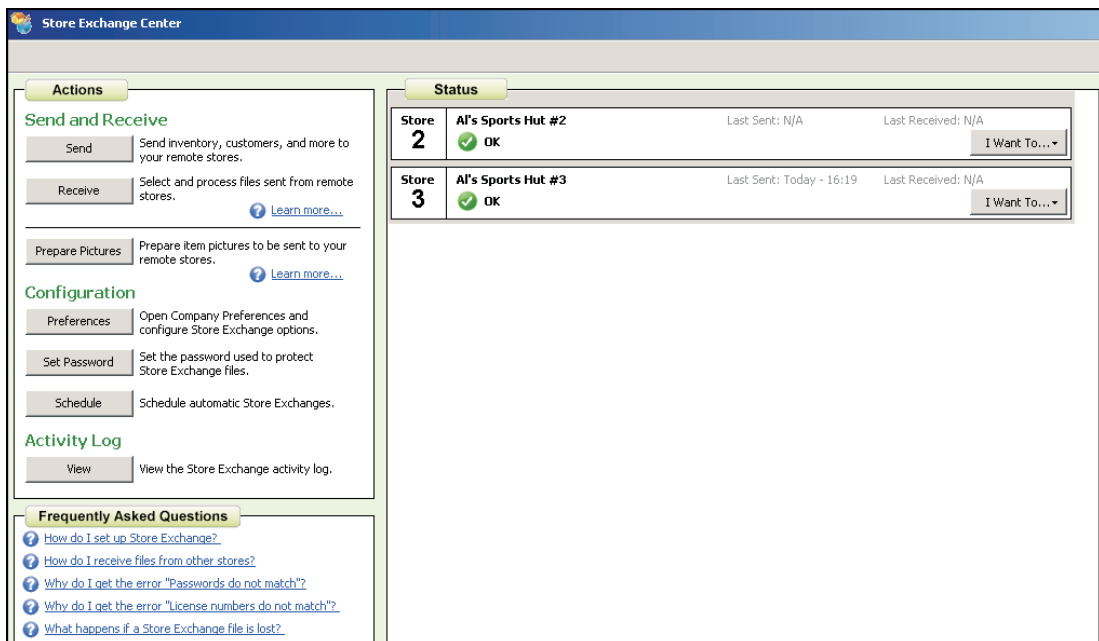 Store Exchange Center
Actions
Send and Receive
Send
Send inventory, customers, and more to
your remote stores.
Receive
Select and process files sent from remote
stores.
Learn more...
Prepare Pictures
Prepare item pictures to be sent to your
remote stores.
Learn more...
Configuration
Preferences
Open Company Preferences and
configure Store Exchange options.
Set Password
Set the password used to protect
Store Exchange files.
Schedule
Schedule automatic Store Exchanges.
Activity Log
View
View the Store Exchange activity log.
Frequently Asked Questions
How do I set up Store Exchange?
How do I receive files from other stores?
Why do I get the error "Passwords do not match"?
Why do I get the error "License numbers do not match"?
What happens if a Store Exchange file is lost?
Status
Store
2
Al's Sports Hut #2
OK
Last Sent: N/A
Last Received: N/A
I Want To...
Store
3
Al's Sports Hut #3
OK
Last Sent: Today - 16:19
Last Received: N/A
I Want To...